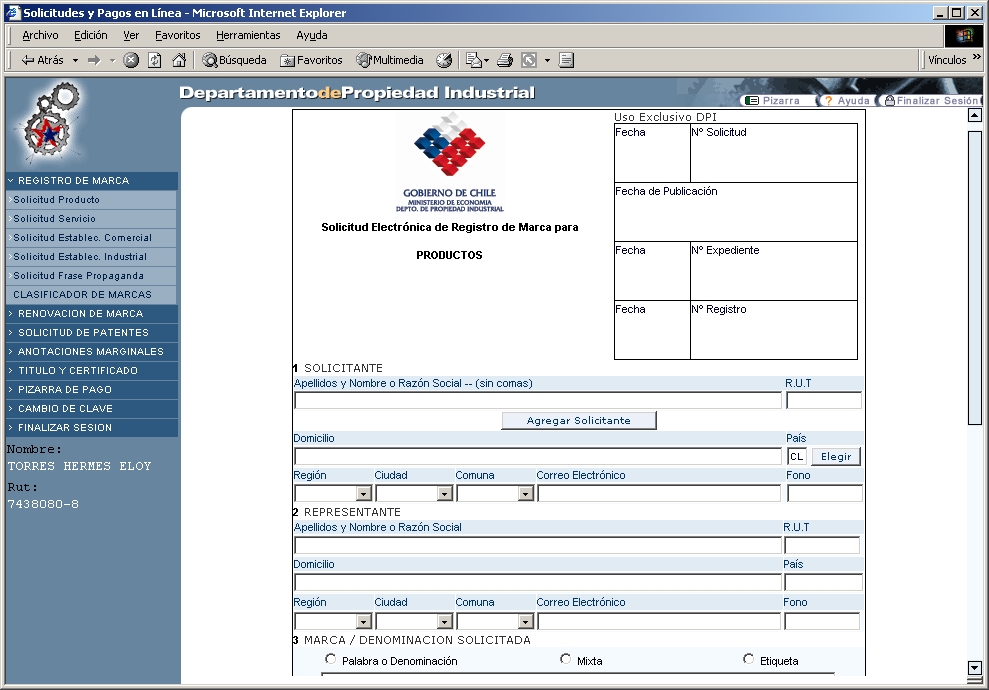 Solicitudes y Pagos en Línea - Microsoft Internet Explorer
Archivo Edición Ver Favoritos Herramientas Ayuda
Atrás Búsqueda Favoritos Multimedia Vínculos »
DepartamentodePropiedad Industrial
Pizarra ? Ayuda Finalizar Sesión
REGISTRO DE MARCA
Solicitud Producto
Solicitud Servicio
Solicitud Establec. Comercial
Solicitud Establec. Industrial
Solicitud Frase Propaganda
CLASIFICADOR DE MARCAS
> RENOVACION DE MARCA
> SOLICITUD DE PATENTES
> ANOTACIONES MARGINALES
> TITULO Y CERTIFICADO
> PIZARRA DE PAGO
> CAMBIO DE CLAVE
> FINALIZAR SESION
Nombre:
TORRES HERMES ELOY
Rut:
7438080-8
GOBIERNO DE CHILE
MINISTERIO DE ECONOMIA
DEPTO. DE PROPIEDAD INDUSTRIAL
Solicitud Electrónica de Registro de Marca para
PRODUCTOS
Uso Exclusivo DPI
Fecha Nº Solicitud
Fecha de Publicación
Fecha Nº Expediente
Fecha Nº Registro
1 SOLICITANTE
Apellidos y Nombre o Razón Social -- (sin comas) R.U.T
Agregar Solicitante
Domicilio País
CL Elegir
Región Ciudad Comuna Correo Electrónico Fono
2 REPRESENTANTE
Apellidos y Nombre o Razón Social R.U.T
Domicilio País
Región Ciudad Comuna Correo Electrónico Fono
3 MARCA / DENOMINACION SOLICITADA
Palabra o Denominación Mixta Etiqueta